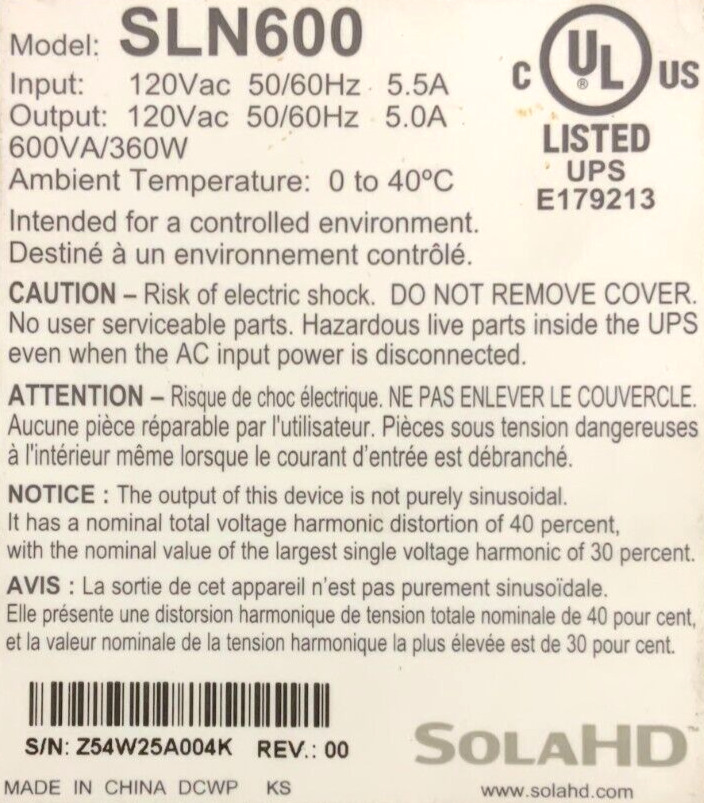 Model: SLN600
Input: 120Vac 50/60Hz 5.5A
Output: 120Vac 50/60Hz 5.0A
600VA/360W
Ambient Temperature: 0 to 40ºC
C UL ® US
LISTED
UPS
E179213
Intended for a controlled environment.
Destiné à un environnement contrôlé.
CAUTION – Risk of electric shock. DO NOT REMOVE COVER.
No user serviceable parts. Hazardous live parts inside the UPS
even when the AC input power is disconnected.
ATTENTION – Risque de choc électrique. NE PAS ENLEVER LE COUVERCLE.
Aucune pièce réparable par l'utilisateur. Pièces sous tension dangereuses
à l'intérieur même lorsque le courant d'entrée est débranché.
NOTICE : The output of this device is not purely sinusoidal.
It has a nominal total voltage harmonic distortion of 40 percent,
with the nominal value of the largest single voltage harmonic of 30 percent.
AVIS : La sortie de cet appareil n'est pas purement sinusoïdale.
Elle présente une distorsion harmonique de tension totale nominale de 40 pour cent,
et la valeur nominale de la tension harmonique la plus élevée est de 30 pour cent.
S/N: Z54W25A004K REV.: 00
MADE IN CHINA DCWP KS
SOLAHD™
www.solahd.com